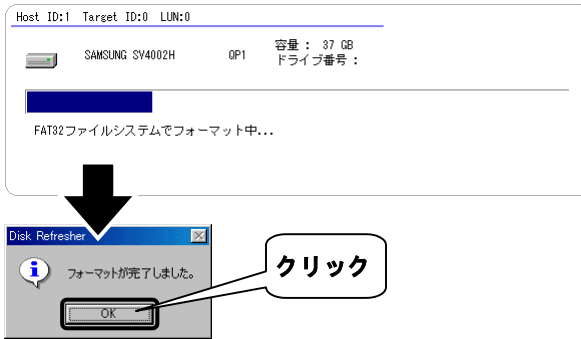 Host ID:1 Target ID:0 LUN:0
SAMSUNG SV4002H QP1 容量： 37 GB
ドライブ番号：
FAT32ファイルシステムでフォーマット中...
Disk Refresher
フォーマットが完了しました。
クリック
OK